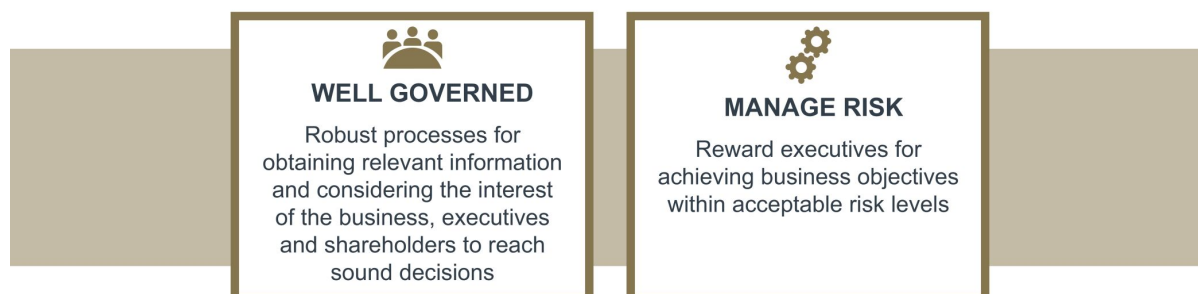 WELL GOVERNED
Robust processes for
obtaining relevant information
and considering the interest
of the business, executives
and shareholders to reach
sound decisions
MANAGE RISK
Reward executives for
achieving business objectives
within acceptable risk levels